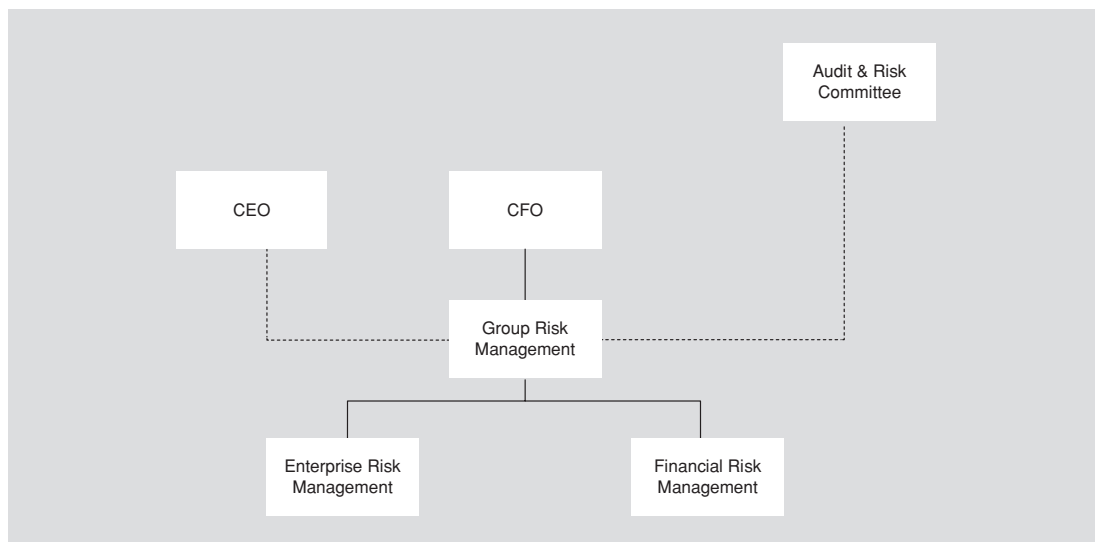 Audit & Risk
Committee
CEO
CFO
Group Risk
Management
Enterprise Risk
Management
Financial Risk
Management